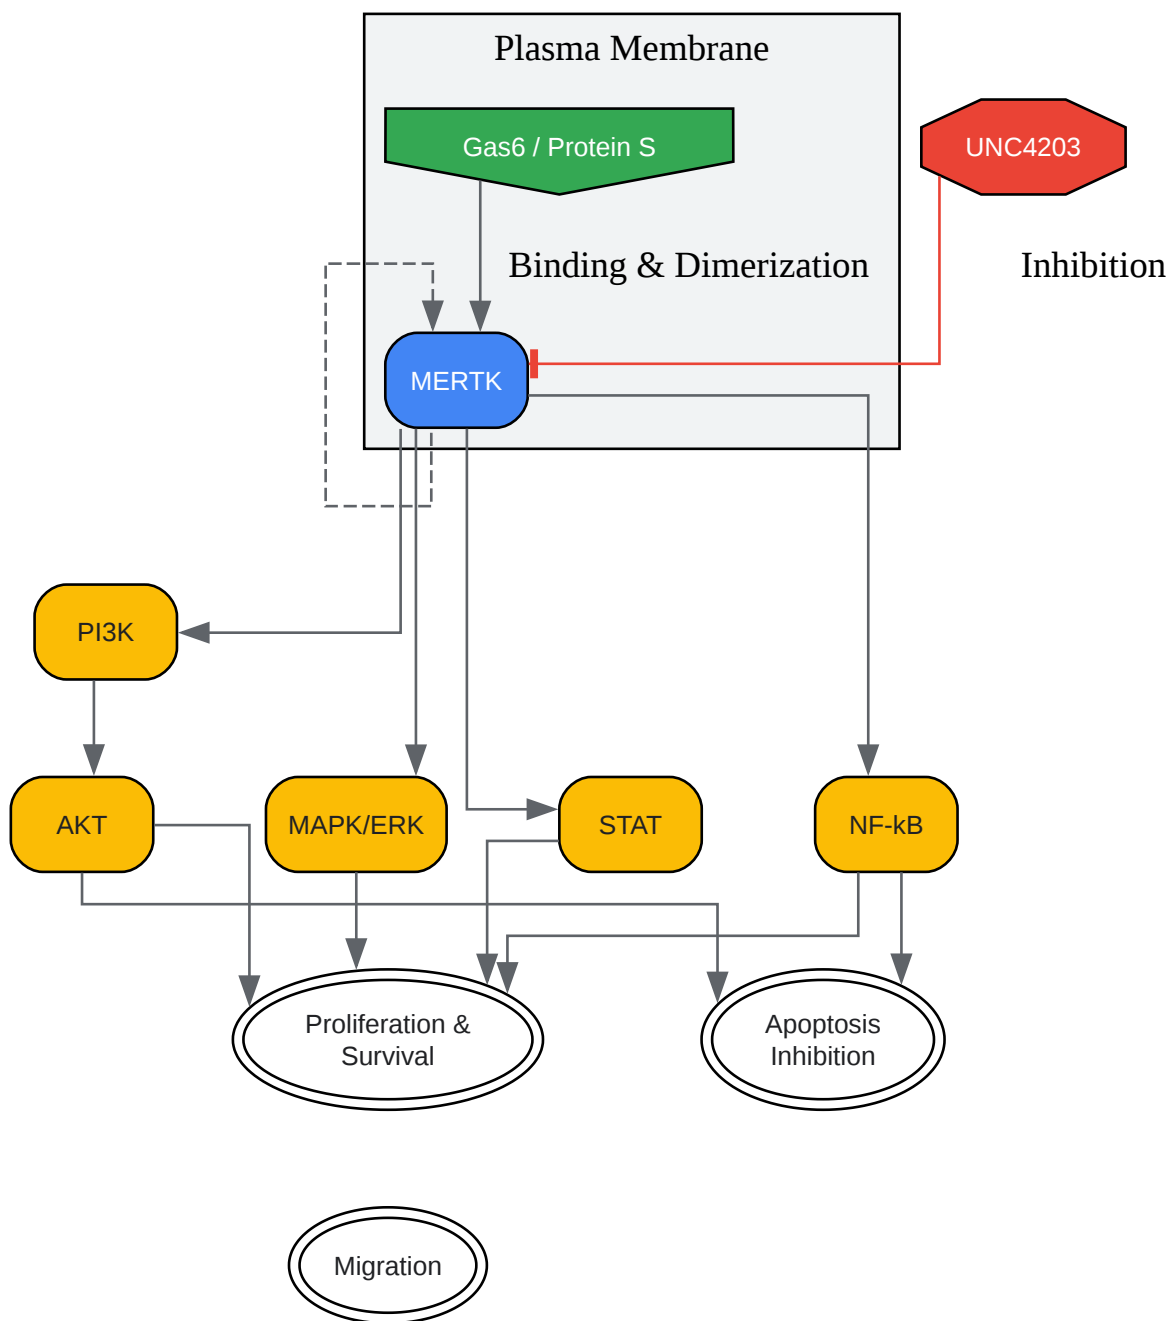 Plasma Membrane
Gas6 / Protein S
UNC4203
Binding & Dimerization
Inhibition
MERTK
PI3K
AKT
MAPK/ERK
STAT
NF-kB
Proliferation &
Survival
Apoptosis
Inhibition
Migration